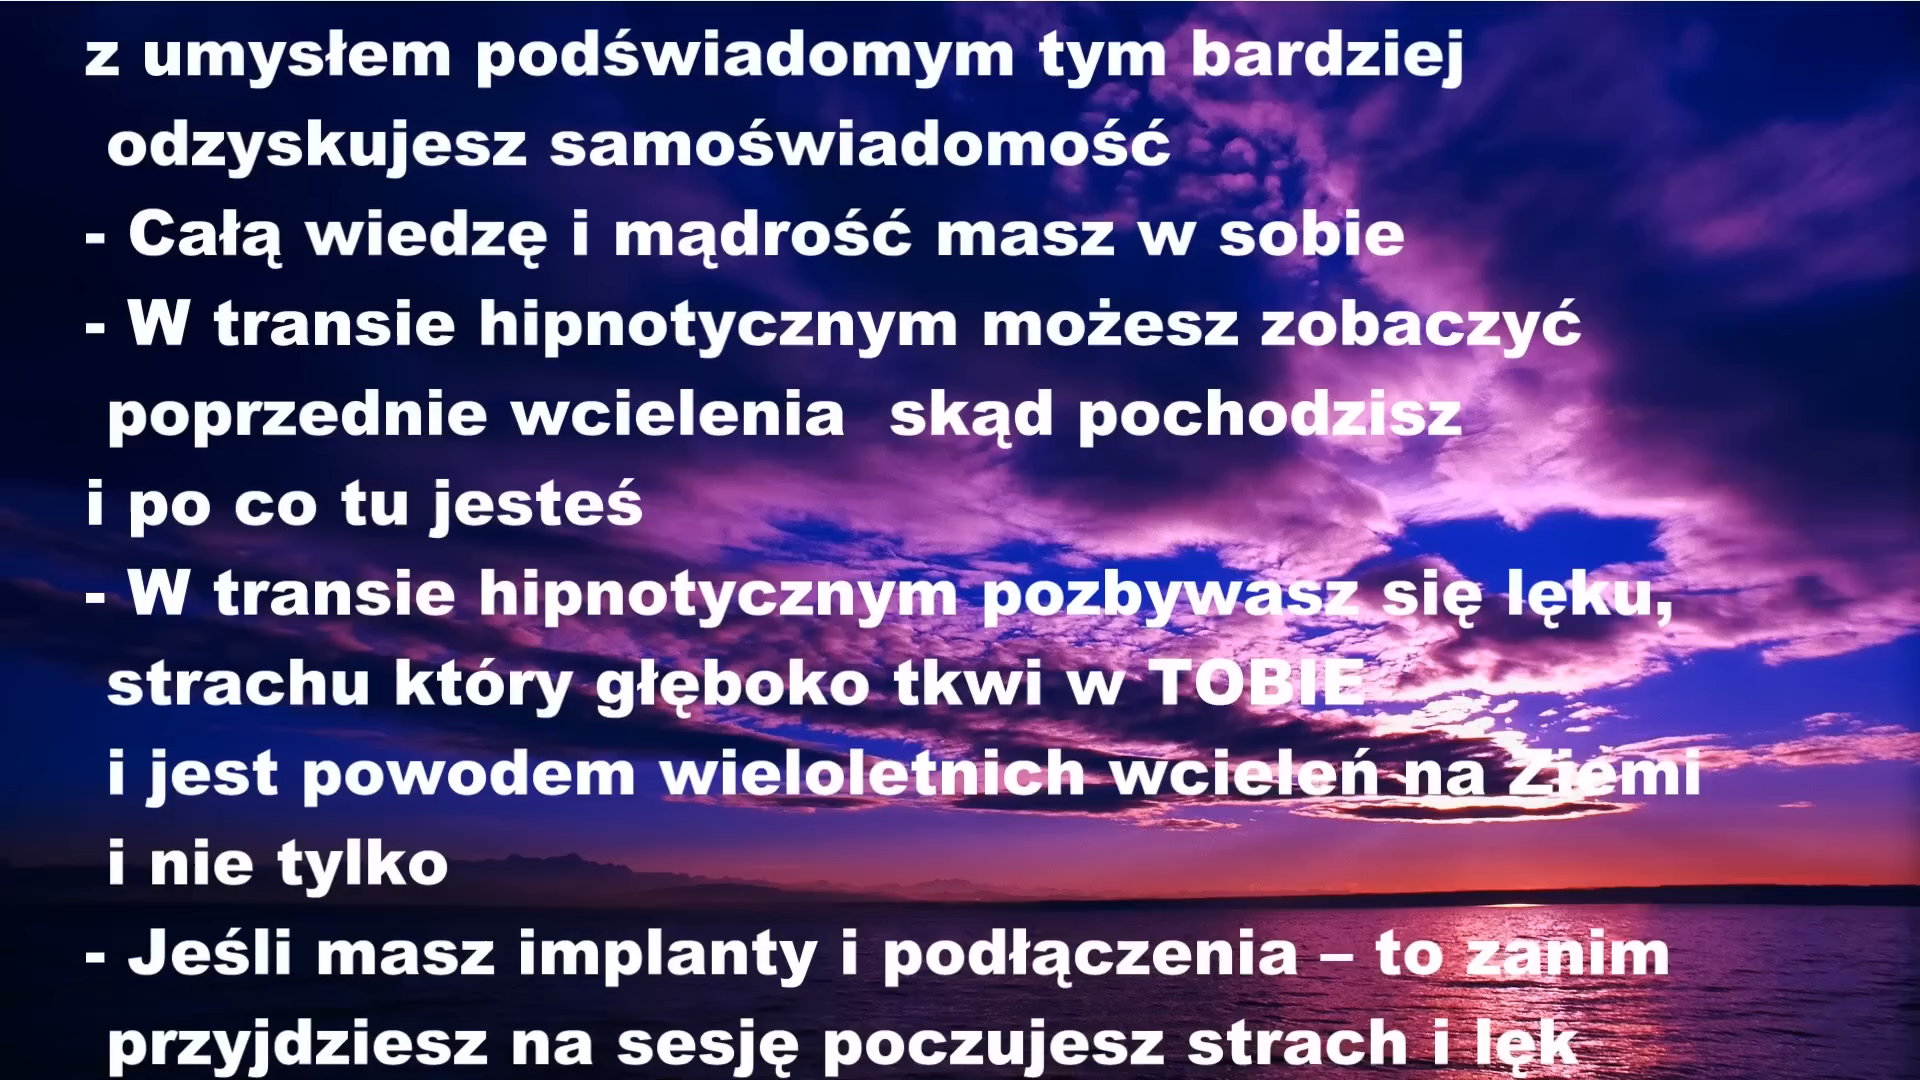 z umysłem podświadomym tym bardziej
odzyskujesz samoświadomość
- Całą wiedzę i mądrość masz w sobie
- W transie hipnotycznym możesz zobaczyć
poprzednie wcielenia  skąd pochodzisz
i po co tu jesteś
- W transie hipnotycznym pozbywasz się lęku,
strachu który głęboko tkwi w TOBIE
i jest powodem wieloletnich wcieleń na Ziemi
i nie tylko
- Jeśli masz implanty i podłączenia – to zanim
przyjdziesz na sesję poczujesz strach i lęk